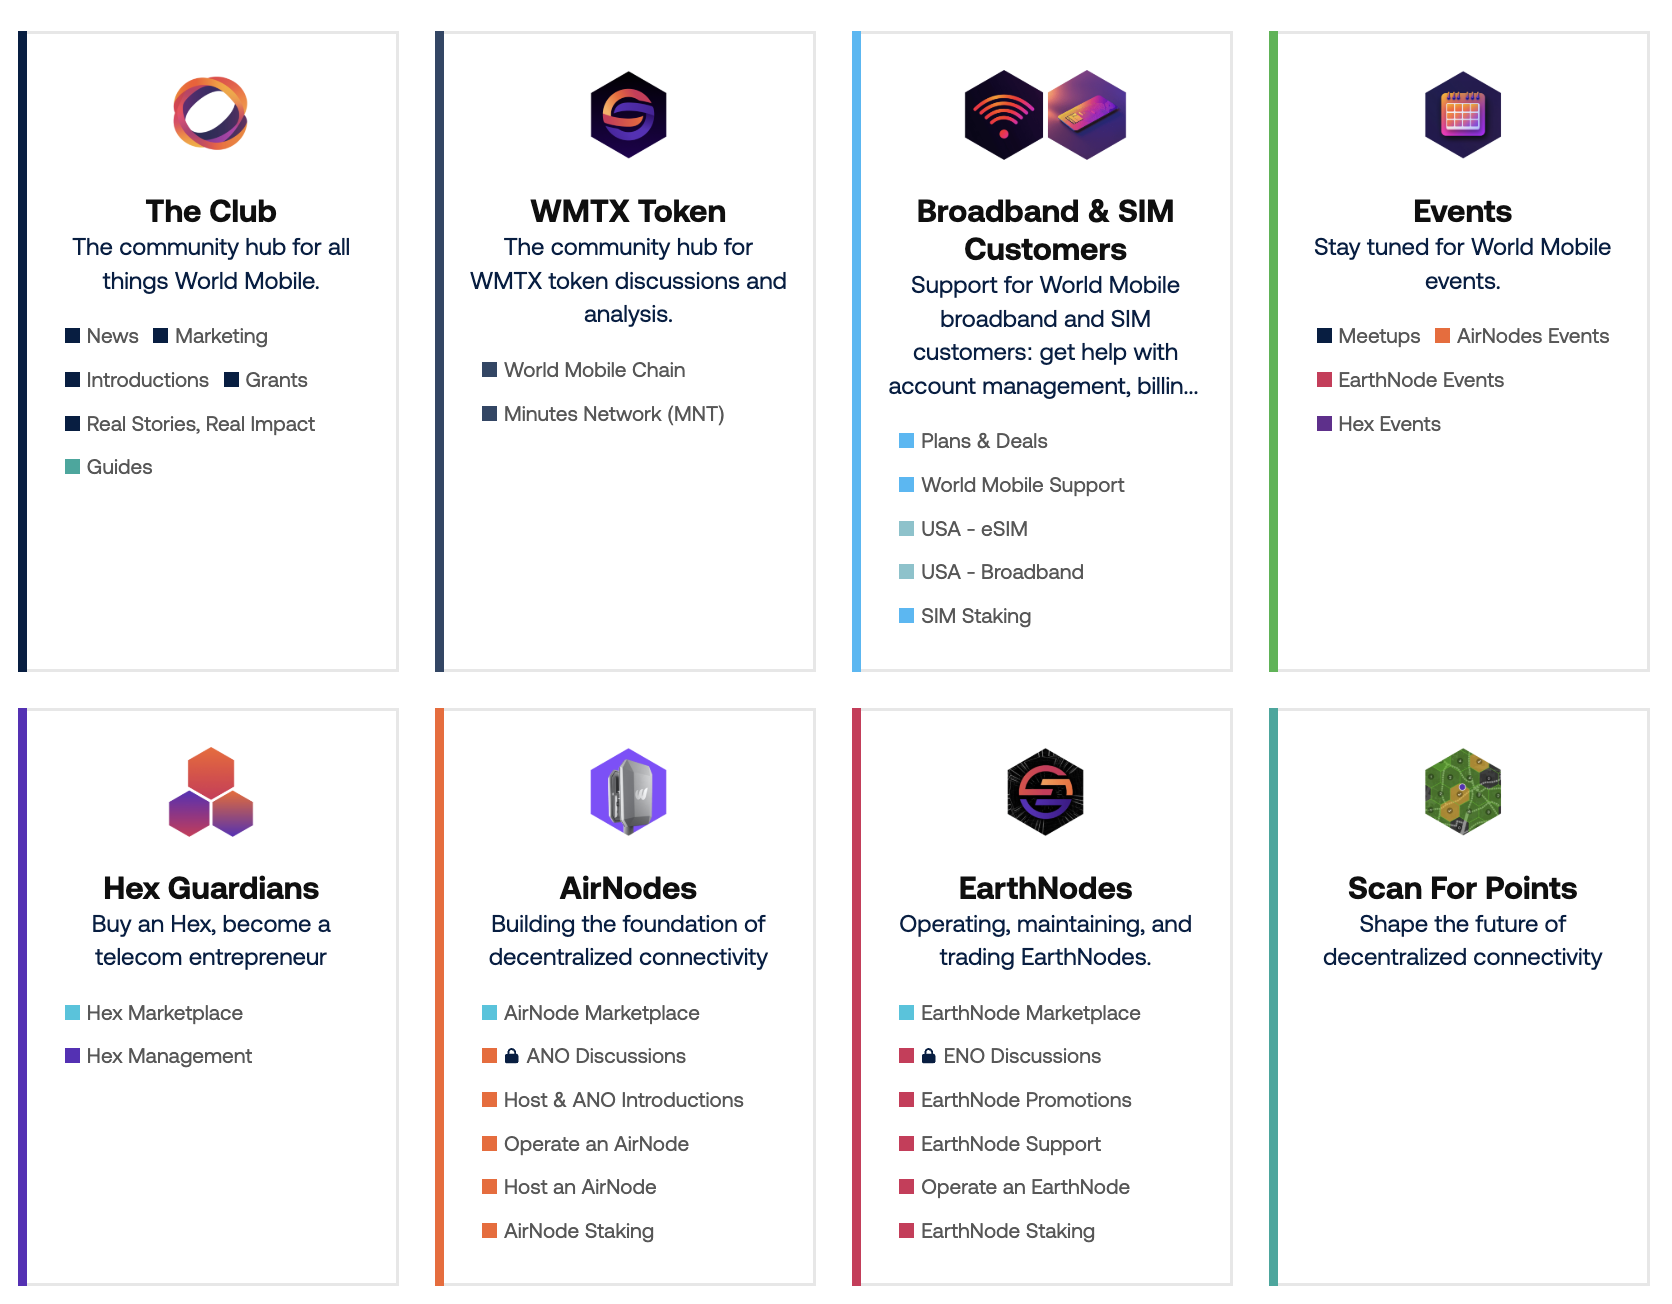 The Club
The community hub for all
things World Mobile.
News Marketing
Introductions Grants
Real Stories, Real Impact
Guides
WMTX Token
The community hub for
WMTX token discussions and
analysis.
World Mobile Chain
Minutes Network (MNT)
Broadband & SIM
Customers
Support for World Mobile
broadband and SIM
customers: get help with
account management, billin...
Plans & Deals
World Mobile Support
USA - eSIM
USA - Broadband
SIM Staking
Events
Stay tuned for World Mobile
events.
Meetups AirNodes Events
EarthNode Events
Hex Events
Hex Guardians
Buy an Hex, become a
telecom entrepreneur
Hex Marketplace
Hex Management
AirNodes
Building the foundation of
decentralized connectivity
AirNode Marketplace
ANO Discussions
Host & ANO Introductions
Operate an AirNode
Host an AirNode
AirNode Staking
EarthNodes
Operating, maintaining, and
trading EarthNodes.
EarthNode Marketplace
ENO Discussions
EarthNode Promotions
EarthNode Support
Operate an EarthNode
EarthNode Staking
Scan For Points
Shape the future of
decentralized connectivity